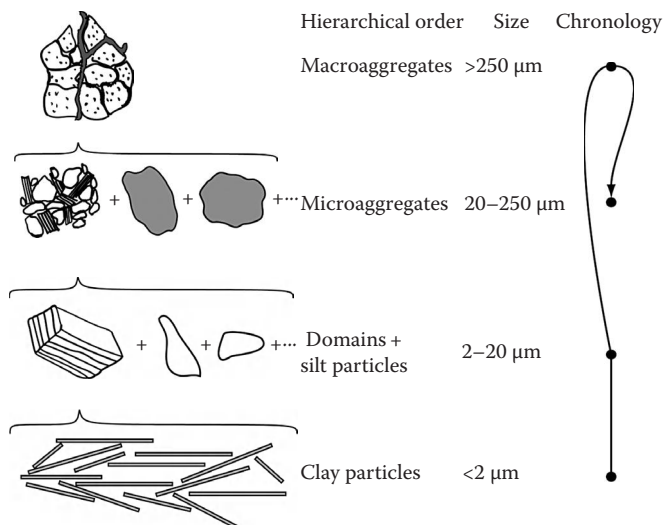 Hierarchical order Size Chronology
Macroaggregates >250 μm
+ + +··· Microaggregates 20–250 μm
+ + +··· Domains + 2–20 μm
silt particles
Clay particles <2 μm